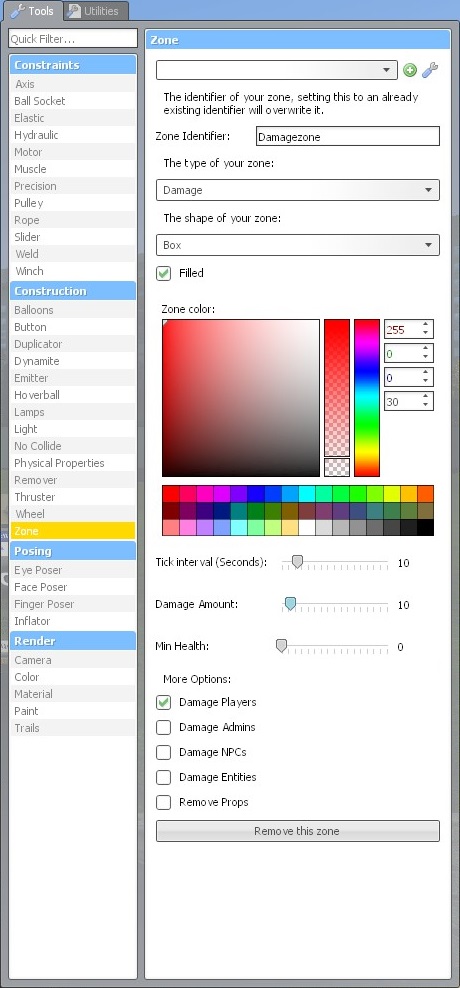 Tools
Utilities
Quick Filter...
Constraints
Axis
Ball Socket
Elastic
Hydraulic
Motor
Muscle
Precision
Pulley
Rope
Slider
Weld
Winch
Construction
Balloons
Button
Duplicator
Dynamite
Emitter
Hoverball
Lamps
Light
No Collide
Physical Properties
Remover
Thruster
Wheel
Zone
Posing
Eye Poser
Face Poser
Finger Poser
Inflator
Render
Camera
Color
Material
Paint
Trails
Zone
The identifier of your zone, setting this to an already
existing identifier will overwrite it.
Zone Identifier: Damagezone
The type of your zone:
Damage
The shape of your zone:
Box
Filled
Zone color:
255
0
0
30
Tick interval (Seconds): 10
Damage Amount: 10
Min Health: 0
More Options:
Damage Players
Damage Admins
Damage NPCs
Damage Entities
Remove Props
Remove this zone